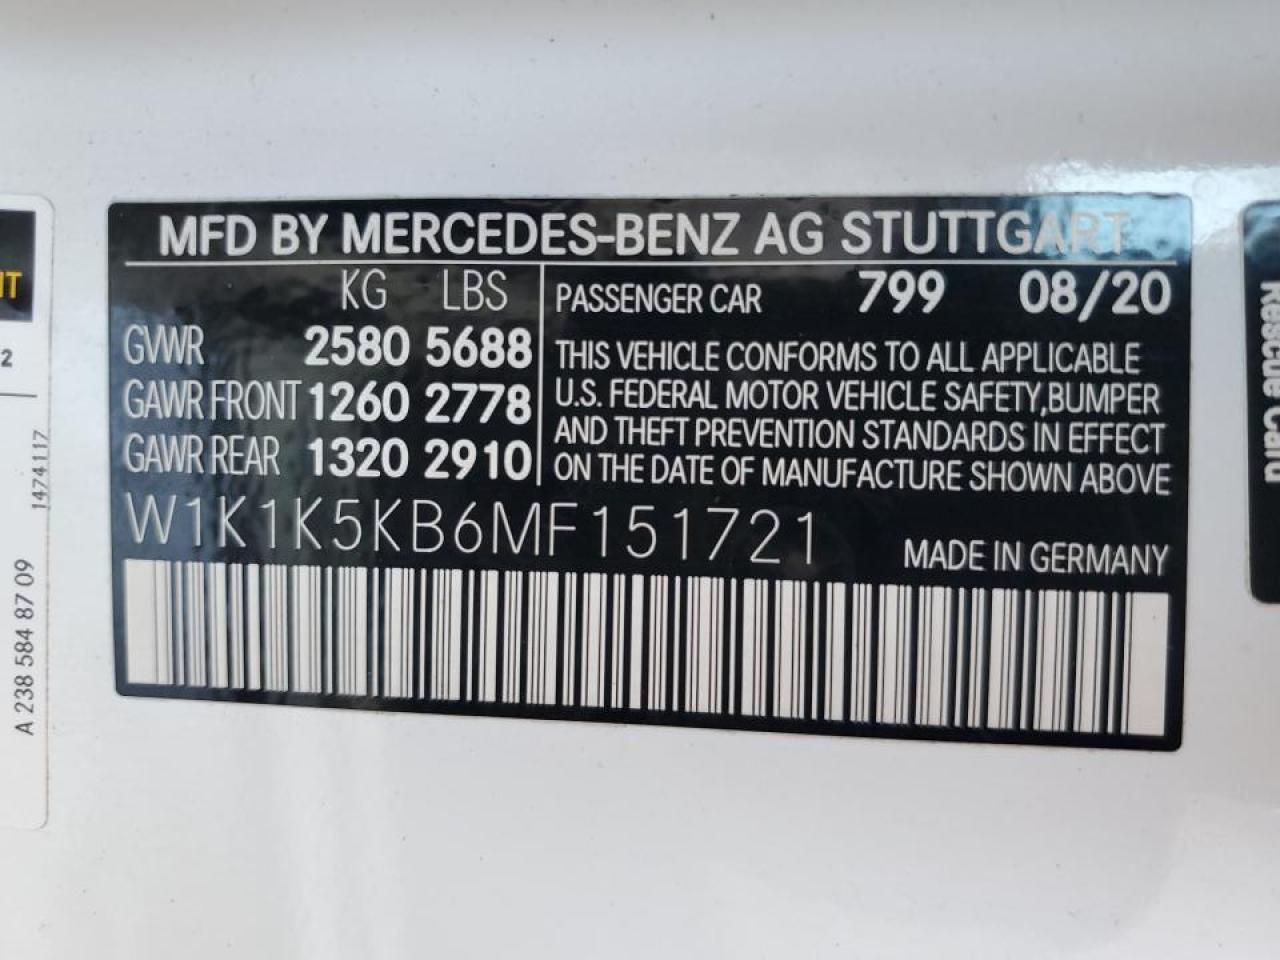 MFD BY MERCEDES-BENZ AG STUTTGART
KG LBS
GVWR 2580 5688
GAWR FRONT 1260 2778
GAWR REAR 1320 2910
PASSENGER CAR 799 08/20
THIS VEHICLE CONFORMS TO ALL APPLICABLE
U.S. FEDERAL MOTOR VEHICLE SAFETY,BUMPER
AND THEFT PREVENTION STANDARDS IN EFFECT
ON THE DATE OF MANUFACTURE SHOWN ABOVE
W1K1K5KB6MF151721
MADE IN GERMANY
2
1474117
A 238 584 87 09
Rescue Card